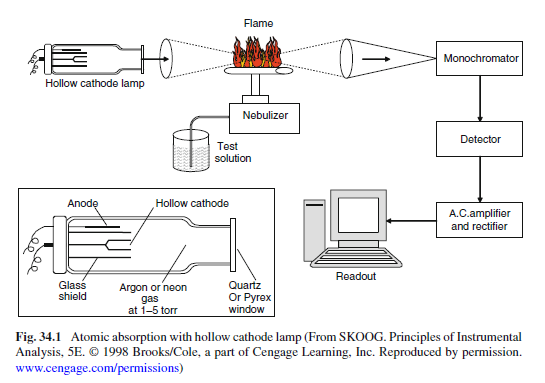 Flame
Monochromator
Hollow cathode lamp
Nebulizer
Test
solution
Detector
Anode
Hollow cathode
A.C.amplifier
and rectifier
Glass
shield
Argon or neon
gas
at 1–5 torr
Quartz
Or Pyrex
window
Readout
Fig. 34.1 Atomic absorption with hollow cathode lamp (From SKOOG. Principles of Instrumental
Analysis, 5E. © 1998 Brooks/Cole, a part of Cengage Learning, Inc. Reproduced by permission.
www.cengage.com/permissions)